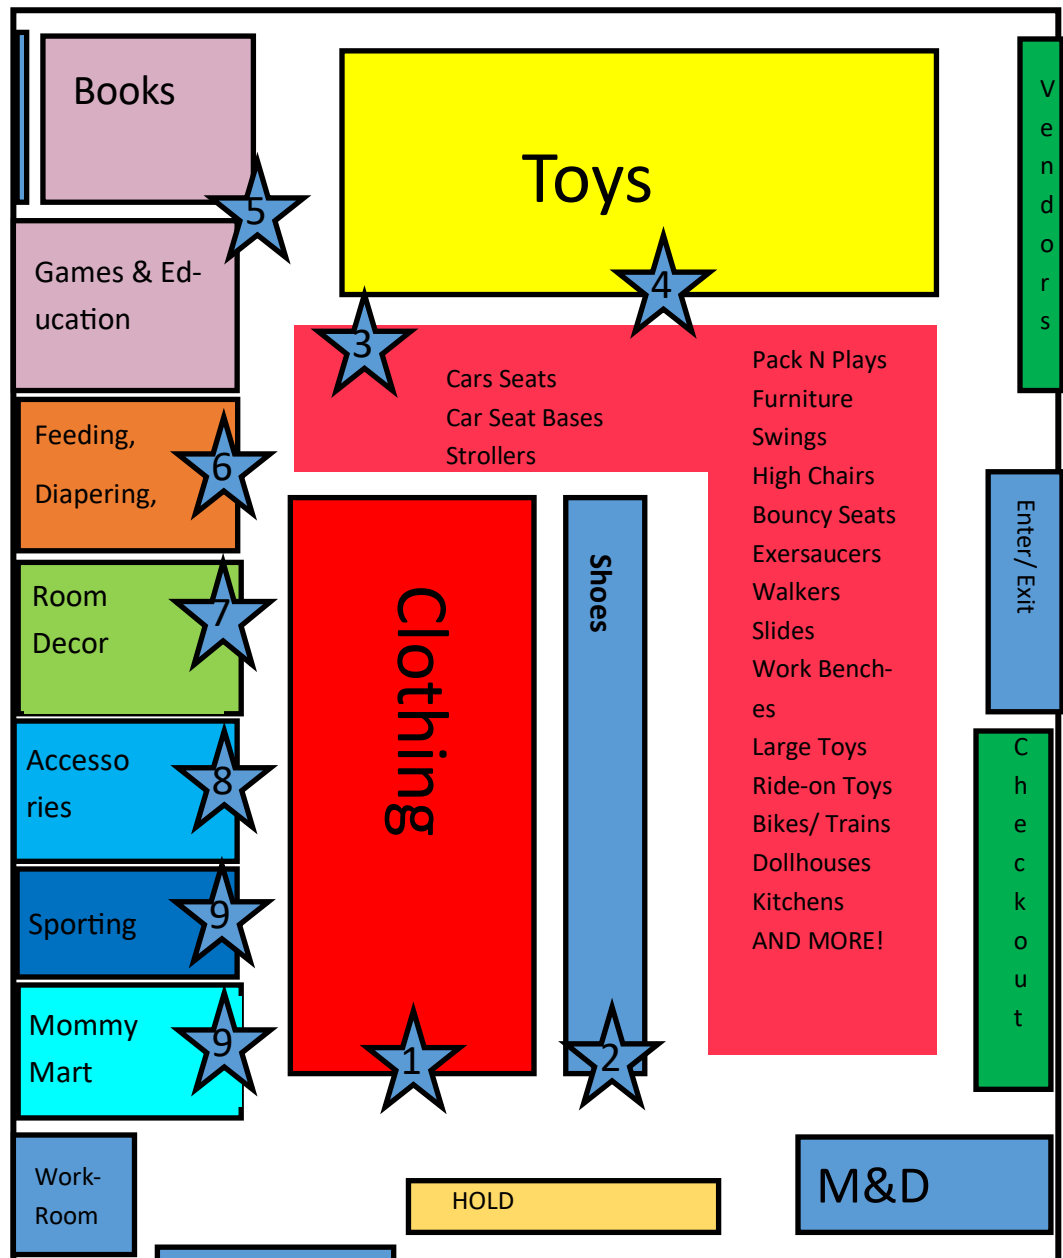 Books
Toys
Vendors
5
Games & Ed-
ucation
4
3
Cars Seats
Car Seat Bases
Strollers
Pack N Plays
Furniture
Swings
High Chairs
Bouncy Seats
Exersaucers
Walkers
Slides
Work Bench-
es
Large Toys
Ride-on Toys
Bikes/ Trains
Dollhouses
Kitchens
AND MORE!
Feeding,
Diapering,
6
Clothing
Shoes
Enter/ Exit
Room
Decor
7
Accesso
ries
8
Checkout
Sporting
9
Mommy
Mart
9
1
2
Work-
Room
HOLD
M&D